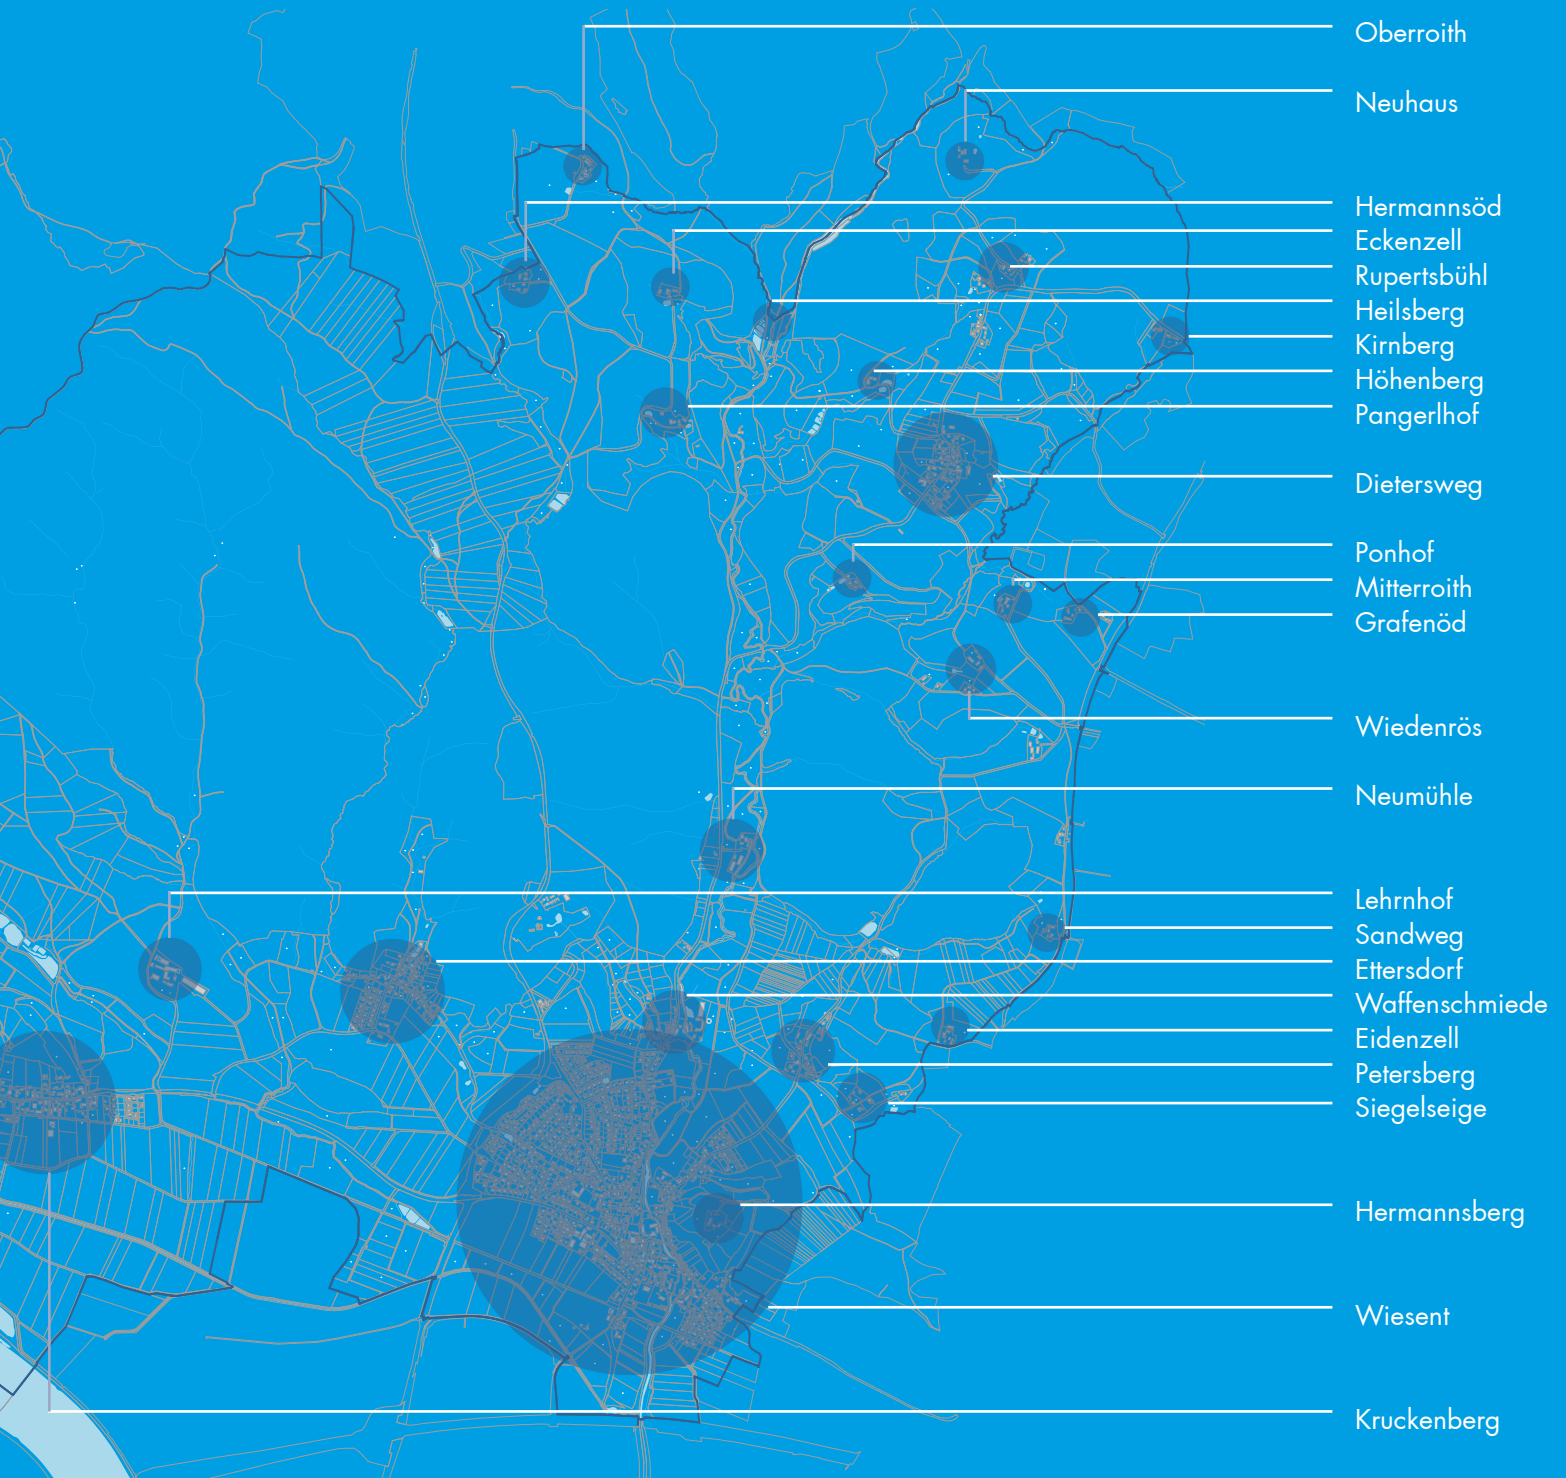 Oberroith
Neuhaus
Hermannsöd
Eckenzell
Rupertsbühl
Heilsberg
Kirnberg
Höhenberg
Pangerlhof
Dietersweg
Ponhof
Mitterroith
Grafenöd
Wiedenrös
Neumühle
Lehrnhof
Sandweg
Ettersdorf
Waffenschmiede
Eidenzell
Petersberg
Siegelseige
Hermannsberg
Wiesent
Kruckenberg